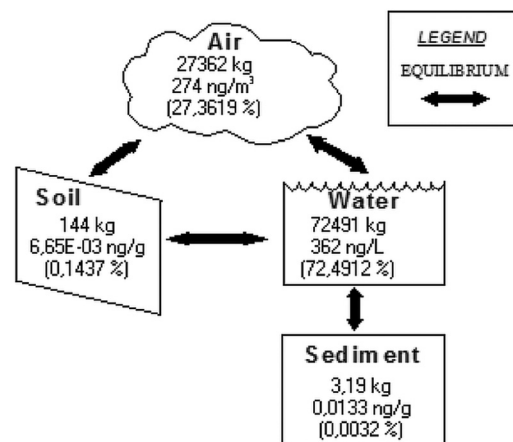 Air
27362 kg
274 ng/m³
(27,3619 %)
LEGEND
EQUILIBRIUM
Soil
144 kg
6,65E-03 ng/g
(0,1437 %)
Water
72491 kg
362 ng/L
(72,4912 %)
Sediment
3,19 kg
0,0133 ng/g
(0,0032 %)